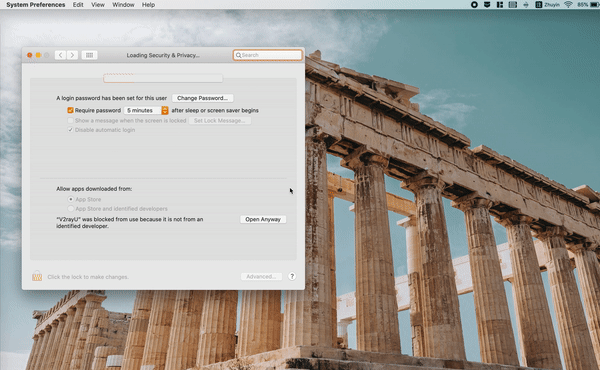 System Preferences Edit View Window Help
Zhuyin 85%
Loading Security & Privacy...
Search
A login password has been set for this user Change Password...
Require password 5 minutes after sleep or screen saver begins
Show a message when the screen is locked Set Lock Message...
Disable automatic login
Allow apps downloaded from:
App Store
App Store and identified developers
"V2rayU" was blocked from use because it is not from an Open Anyway
identified developer.
Click the lock to make changes. Advanced... ?